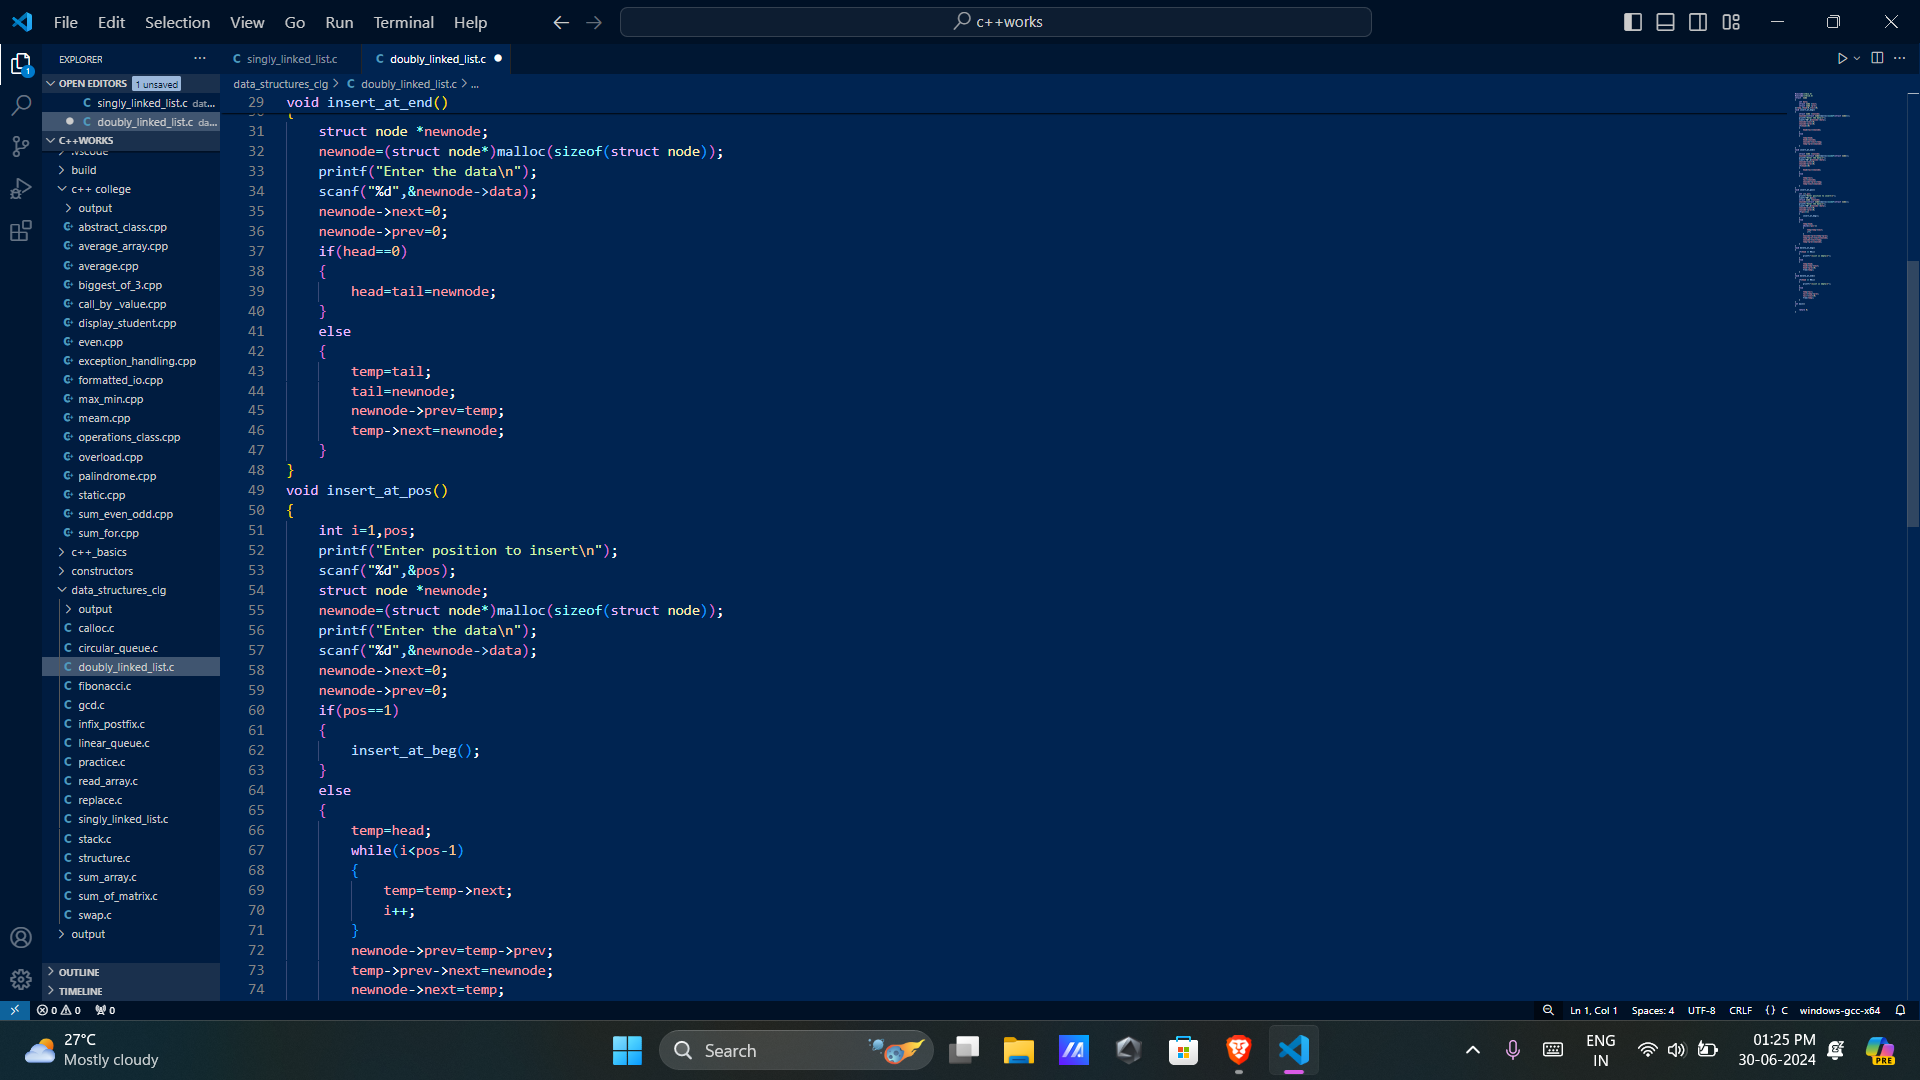 File Edit Selection View Go Run Terminal Help
c++works
EXPLORER
singly_linked_list.c
doubly_linked_list.c
OPEN EDITORS 1 unsaved
singly_linked_list.c dat...
doubly_linked_list.c da...
C++WORKS
.vscode
build
c++ college
output
abstract_class.cpp
average_array.cpp
average.cpp
biggest_of_3.cpp
call_by _value.cpp
display_student.cpp
even.cpp
exception_handling.cpp
formatted_io.cpp
max_min.cpp
meam.cpp
operations_class.cpp
overload.cpp
palindrome.cpp
static.cpp
sum_even_odd.cpp
sum_for.cpp
c++_basics
constructors
data_structures_clg
output
calloc.c
circular_queue.c
doubly_linked_list.c
fibonacci.c
gcd.c
infix_postfix.c
linear_queue.c
practice.c
read_array.c
replace.c
singly_linked_list.c
stack.c
structure.c
sum_array.c
sum_of_matrix.c
swap.c
output
OUTLINE
TIMELINE
data_structures_clg > C doubly_linked_list.c > ...
29 void insert_at_end()
{
31 struct node *newnode;
32 newnode=(struct node*)malloc(sizeof(struct node));
33 printf("Enter the data\n");
34 scanf("%d",&newnode->data);
35 newnode->next=0;
36 newnode->prev=0;
37 if(head==0)
38 {
39 head=tail=newnode;
40 }
41 else
42 {
43 temp=tail;
44 tail=newnode;
45 newnode->prev=temp;
46 temp->next=newnode;
47 }
48 }
49 void insert_at_pos()
50 {
51 int i=1,pos;
52 printf("Enter position to insert\n");
53 scanf("%d",&pos);
54 struct node *newnode;
55 newnode=(struct node*)malloc(sizeof(struct node));
56 printf("Enter the data\n");
57 scanf("%d",&newnode->data);
58 newnode->next=0;
59 newnode->prev=0;
60 if(pos==1)
61 {
62 insert_at_beg();
63 }
64 else
65 {
66 temp=head;
67 while(i<pos-1)
68 {
69 temp=temp->next;
70 i++;
71 }
72 newnode->prev=temp->prev;
73 temp->prev->next=newnode;
74 newnode->next=temp;
0 0 0
Ln 1, Col 1 Spaces: 4 UTF-8 CRLF {} C windows-gcc-x64
27°C
Mostly cloudy
Search
ENG
IN
01:25 PM
30-06-2024
PRE